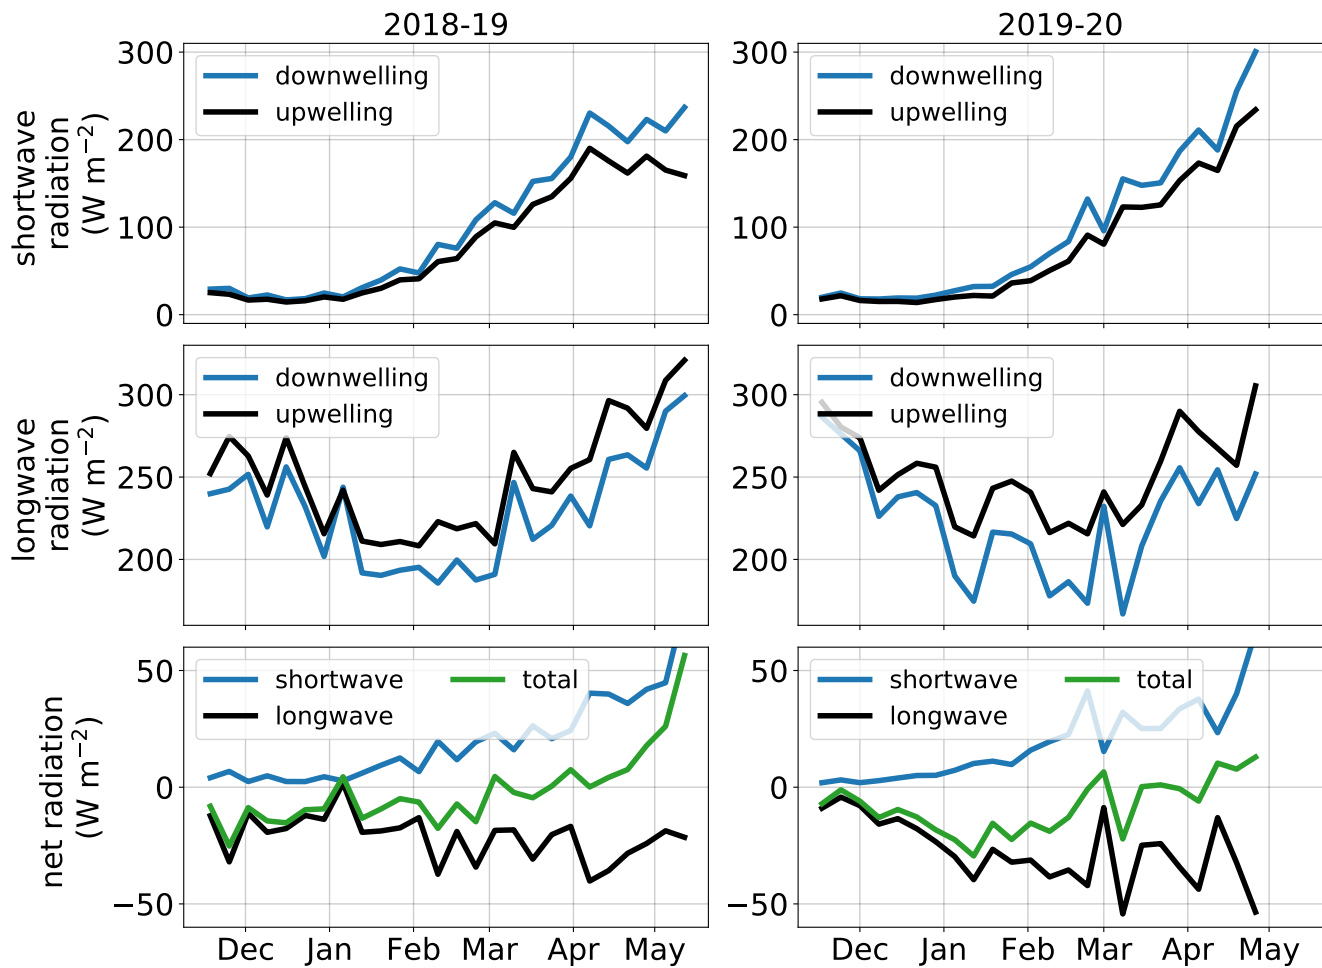 2018-19
2019-20
shortwave
radiation
(W m⁻²)
300
200
100
0
downwelling
upwelling
300
200
100
0
downwelling
upwelling
longwave
radiation
(W m⁻²)
300
250
200
downwelling
upwelling
300
250
200
downwelling
upwelling
net radiation
(W m⁻²)
50
0
−50
shortwave total
longwave
50
0
−50
shortwave total
longwave
Dec Jan Feb Mar Apr May
Dec Jan Feb Mar Apr May